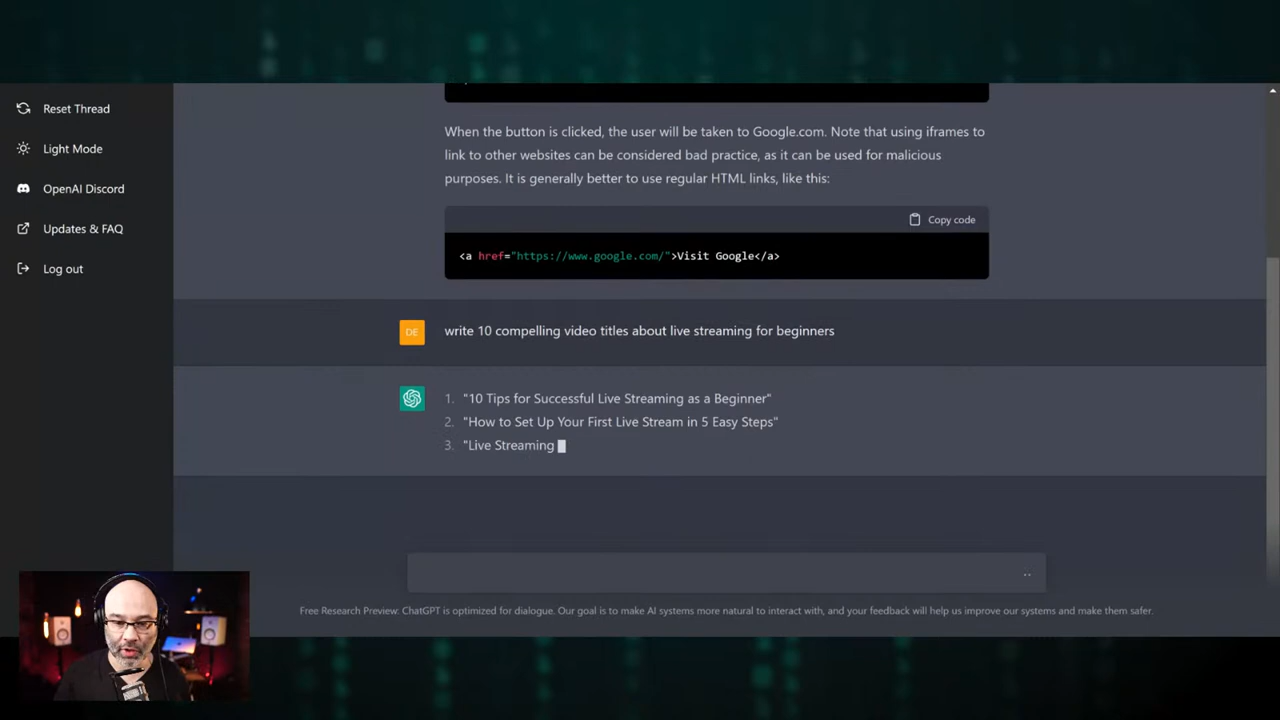 Reset Thread
Light Mode
OpenAI Discord
Updates & FAQ
Log out
When the button is clicked, the user will be taken to Google.com. Note that using iframes to
link to other websites can be considered bad practice, as it can be used for malicious
purposes. It is generally better to use regular HTML links, like this:
Copy code
<a href="https://www.google.com/">Visit Google</a>
DE
write 10 compelling video titles about live streaming for beginners
1. "10 Tips for Successful Live Streaming as a Beginner"
2. "How to Set Up Your First Live Stream in 5 Easy Steps"
3. "Live Streaming
..
Free Research Preview: ChatGPT is optimized for dialogue. Our goal is to make AI systems more natural to interact with, and your feedback will help us improve our systems and make them safer.